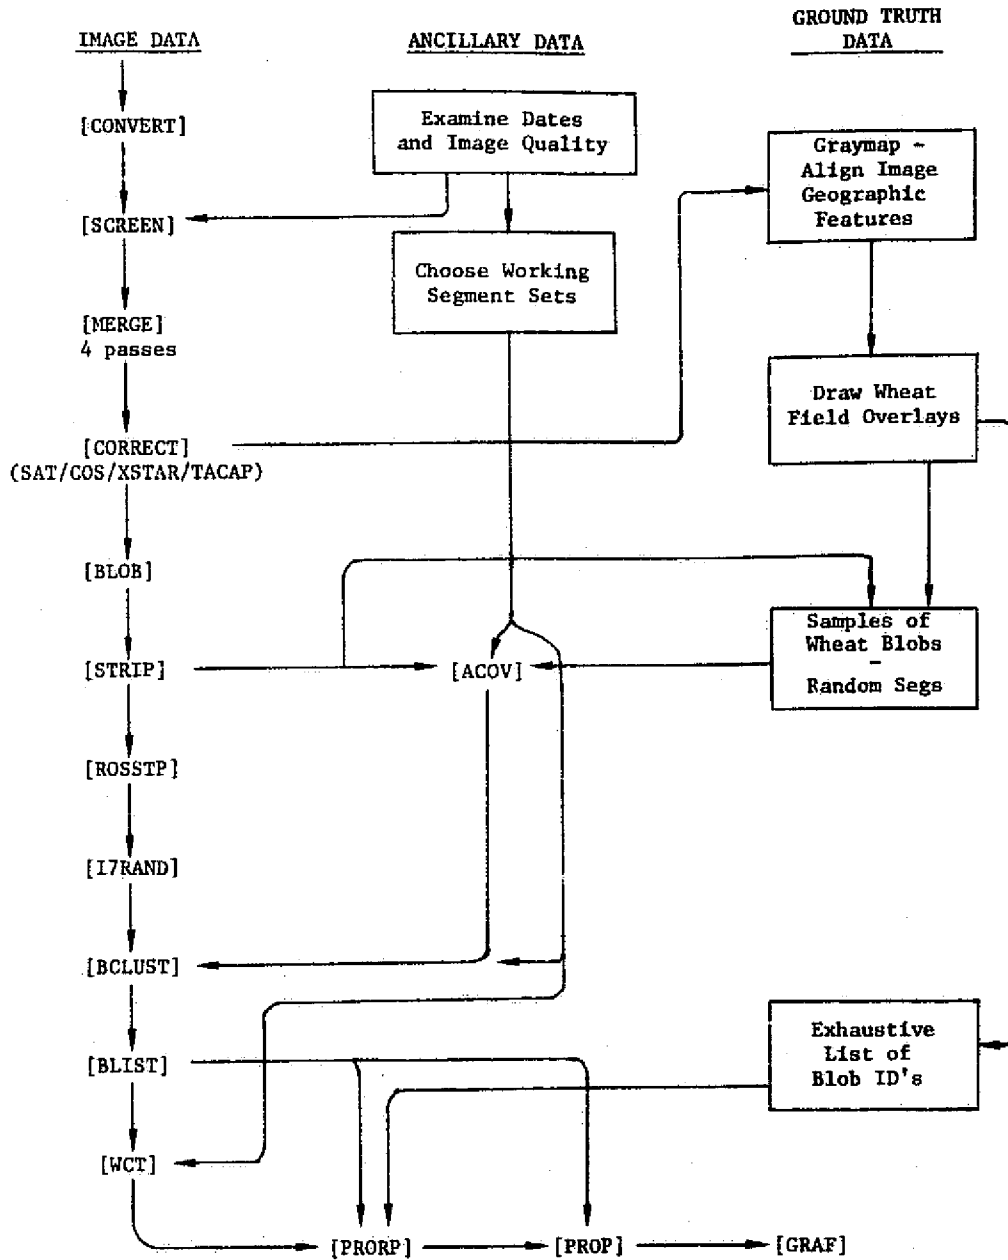 IMAGE DATA
ANCILLARY DATA
GROUND TRUTH
DATA
[CONVERT]
Examine Dates
and Image Quality
Graymap -
Align Image
Geographic
Features
[SCREEN]
Choose Working
Segment Sets
[MERGE]
4 passes
Draw Wheat
Field Overlays
[CORRECT]
(SAT/COS/XSTAR/TACAP)
[BLOB]
Samples of
Wheat Blobs
-
Random Segs
[STRIP]
[ACOV]
[ROSSTP]
[I7RAND]
[BCLUST]
Exhaustive
List of
Blob ID's
[BLIST]
[WCT]
[PRORP]
[PROP]
[GRAF]